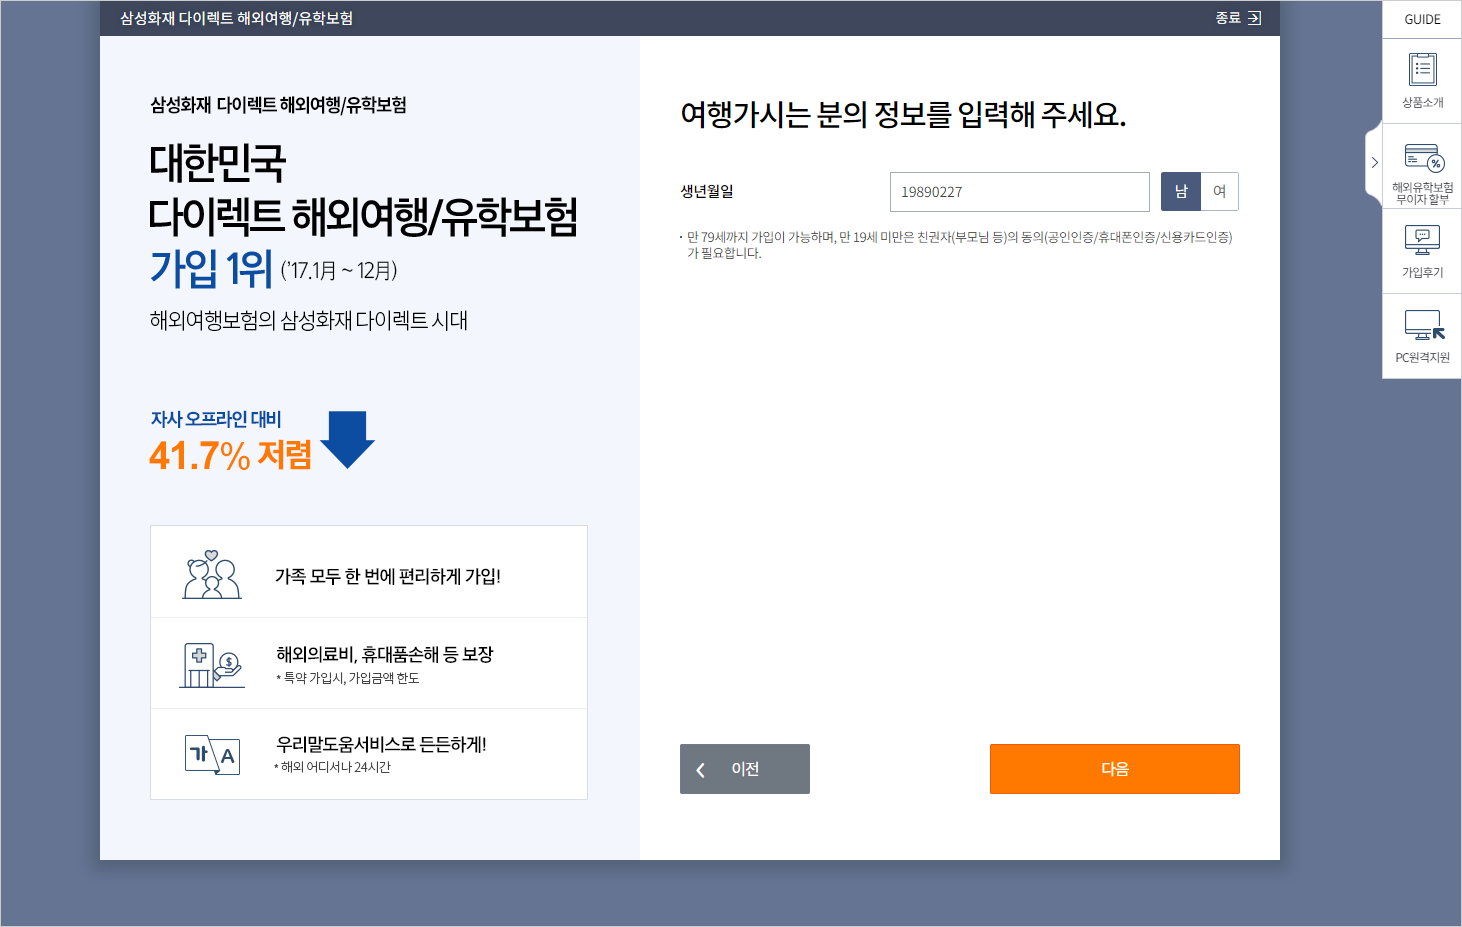 삼성화재 다이렉트 해외여행/유학보험
종료
삼성화재 다이렉트 해외여행/유학보험
대한민국
다이렉트 해외여행/유학보험
가입 1위 ('17.1月 ~ 12月)
해외여행보험의 삼성화재 다이렉트 시대
자사 오프라인 대비
41.7% 저렴
가족 모두 한 번에 편리하게 가입!
해외의료비, 휴대품손해 등 보장
* 특약 가입시, 가입금액 한도
가 A
우리말도움서비스로 든든하게!
* 해외 어디서나 24시간
여행가시는 분의 정보를 입력해 주세요.
생년월일 19890227 남 여
· 만 79세까지 가입이 가능하며, 만 19세 미만은 친권자(부모님 등)의 동의(공인인증/휴대폰인증/신용카드인증)
가 필요합니다.
이전 다음
GUIDE
상품소개
해외유학보험
무이자 할부
가입후기
PC원격지원